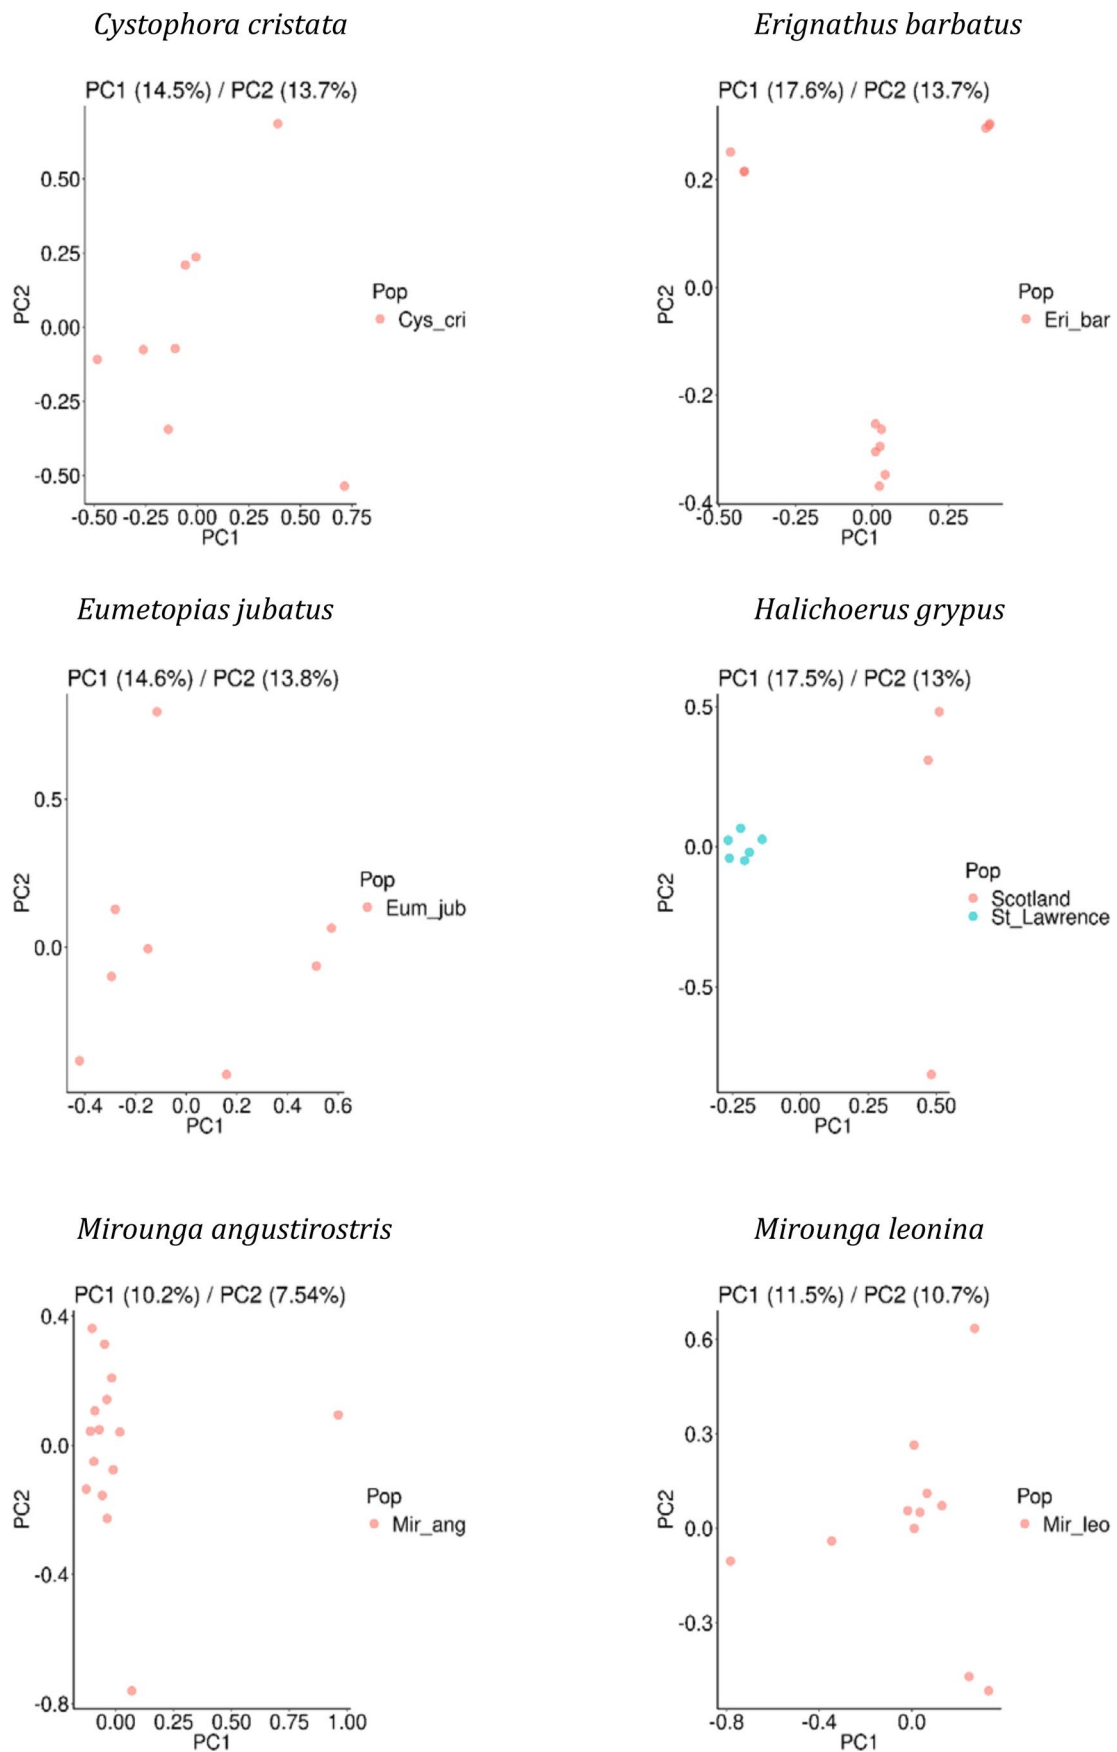 Cystophora cristata
PC1 (14.5%) / PC2 (13.7%)
0.50
0.25
0.00
-0.25
-0.50
PC2
-0.50 -0.25 0.00 0.25 0.50 0.75
PC1
Pop
Cys_cri
Erignathus barbatus
PC1 (17.6%) / PC2 (13.7%)
0.2
0.0
-0.2
-0.4
PC2
-0.50 -0.25 0.00 0.25
PC1
Pop
Eri_bar
Eumetopias jubatus
PC1 (14.6%) / PC2 (13.8%)
0.5
0.0
PC2
-0.4 -0.2 0.0 0.2 0.4 0.6
PC1
Pop
Eum_jub
Halichoerus grypus
PC1 (17.5%) / PC2 (13%)
0.5
0.0
-0.5
PC2
-0.25 0.00 0.25 0.50
PC1
Pop
Scotland
St_Lawrence
Mirounga angustirostris
PC1 (10.2%) / PC2 (7.54%)
0.4
0.0
-0.4
-0.8
PC2
0.00 0.25 0.50 0.75 1.00
PC1
Pop
Mir_ang
Mirounga leonina
PC1 (11.5%) / PC2 (10.7%)
0.6
0.3
0.0
-0.3
PC2
-0.8 -0.4 0.0
PC1
Pop
Mir_leo